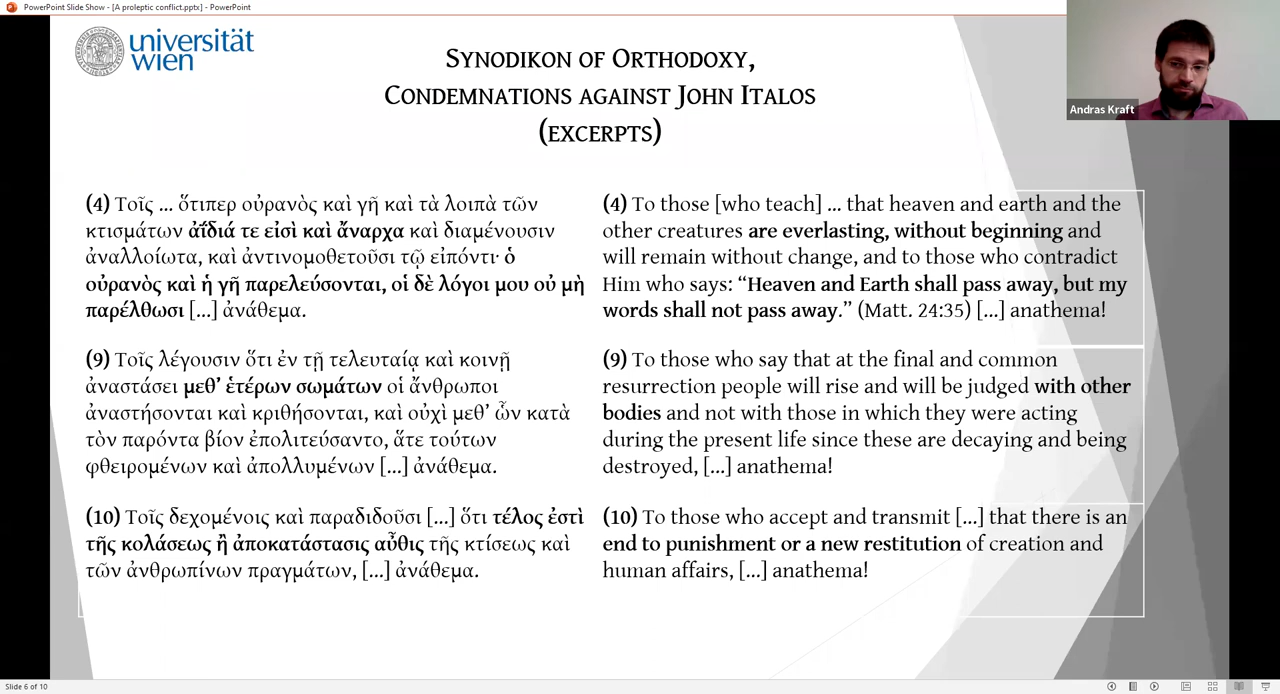 PowerPoint Slide Show - [A proleptic conflict.pptx] - PowerPoint
universität
wien
SYNODIKON OF ORTHODOXY,
CONDEMNATIONS AGAINST JOHN ITALOS
(EXCERPTS)
Andras Kraft
(4) Τοῖς ... ὅτιπερ οὐρανὸς καὶ γῆ καὶ τὰ λοιπὰ τῶν
κτισμάτων ἀΐδιά τε εἰσὶ καὶ ἄναρχα καὶ διαμένουσιν
ἀναλλοίωτα, καὶ ἀντινομοθετοῦσι τῷ εἰπόντι· ὁ
οὐρανὸς καὶ ἡ γῆ παρελεύσονται, οἱ δὲ λόγοι μου οὐ μὴ
παρέλθωσι [...] ἀνάθεμα.
(9) Τοῖς λέγουσιν ὅτι ἐν τῇ τελευταίᾳ καὶ κοινῇ
ἀναστάσει μεθ’ ἑτέρων σωμάτων οἱ ἄνθρωποι
ἀναστήσονται καὶ κριθήσονται, καὶ οὐχὶ μεθ’ ὧν κατὰ
τὸν παρόντα βίον ἐπολιτεύσαντο, ἅτε τούτων
φθειρομένων καὶ ἀπολλυμένων [...] ἀνάθεμα.
(10) Τοῖς δεχομένοις καὶ παραδιδοῦσι [...] ὅτι τέλος ἐστὶ
τῆς κολάσεως ἢ ἀποκατάστασις αὖθις τῆς κτίσεως καὶ
τῶν ἀνθρωπίνων πραγμάτων, [...] ἀνάθεμα.
(4) To those [who teach] ... that heaven and earth and the
other creatures are everlasting, without beginning and
will remain without change, and to those who contradict
Him who says: “Heaven and Earth shall pass away, but my
words shall not pass away.” (Matt. 24:35) [...] anathema!
(9) To those who say that at the final and common
resurrection people will rise and will be judged with other
bodies and not with those in which they were acting
during the present life since these are decaying and being
destroyed, [...] anathema!
(10) To those who accept and transmit [...] that there is an
end to punishment or a new restitution of creation and
human affairs, [...] anathema!
Slide 6 of 10